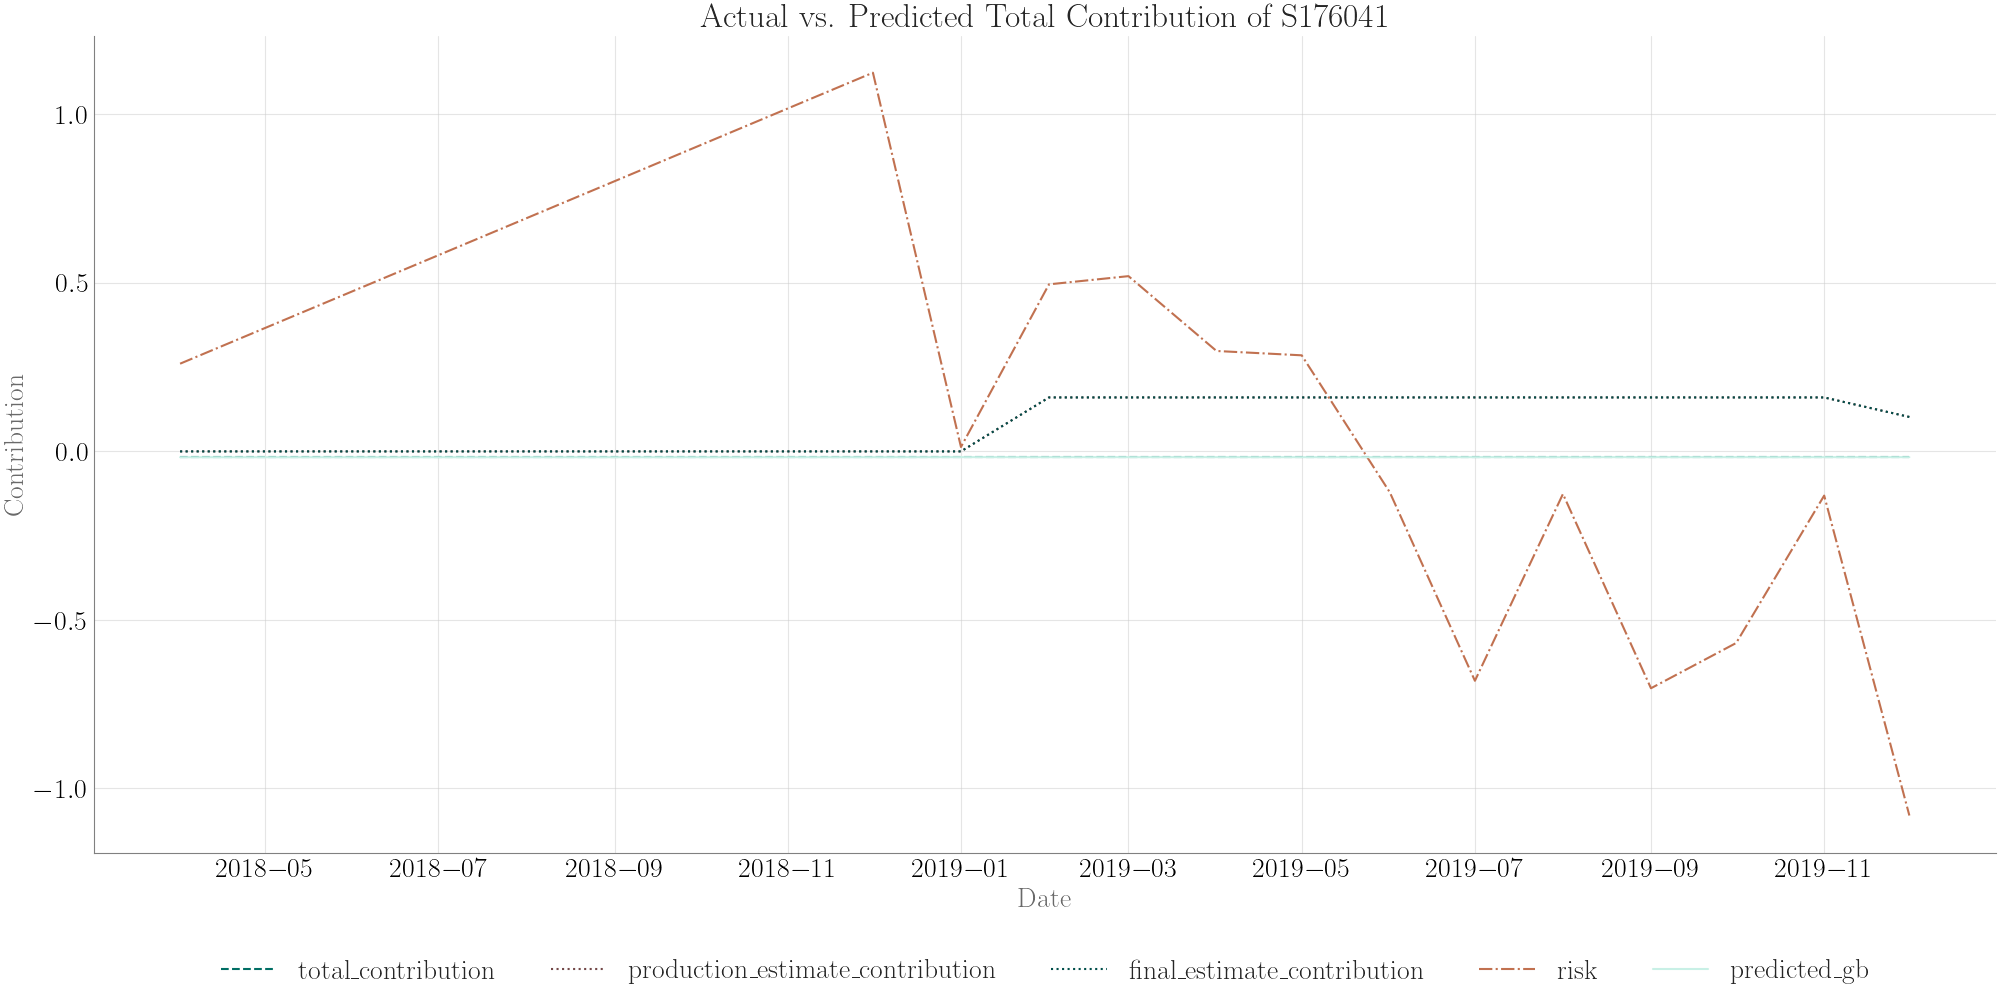 Actual vs. Predicted Total Contribution of S176041
Contribution
1.0
0.5
0.0
−0.5
−1.0
2018−05 2018−07 2018−09 2018−11 2019−01 2019−03 2019−05 2019−07 2019−09 2019−11
Date
total_contribution production_estimate_contribution final_estimate_contribution risk predicted_gb